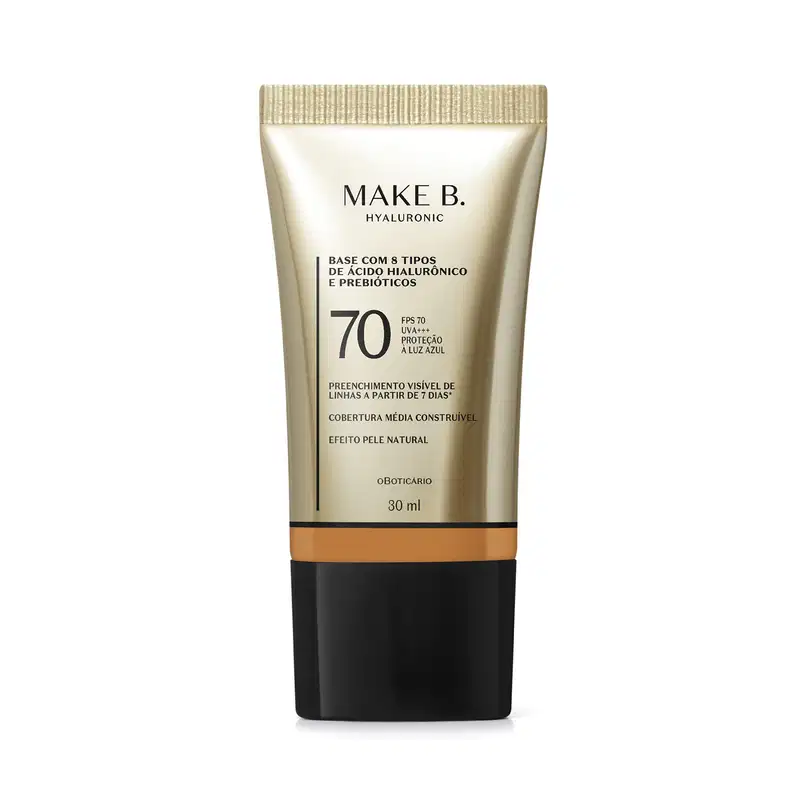 MAKE B.
HYALURONIC
BASE COM 8 TIPOS
DE ÁCIDO HIALURÔNICO
E PREBIÓTICOS
70
FPS 70
UVA+++
PROTEÇÃO
À LUZ AZUL
PREENCHIMENTO VISÍVEL DE
LINHAS A PARTIR DE 7 DIAS*
COBERTURA MÉDIA CONSTRUÍVEL
EFEITO PELE NATURAL
OBOTICÁRIO
30 ml